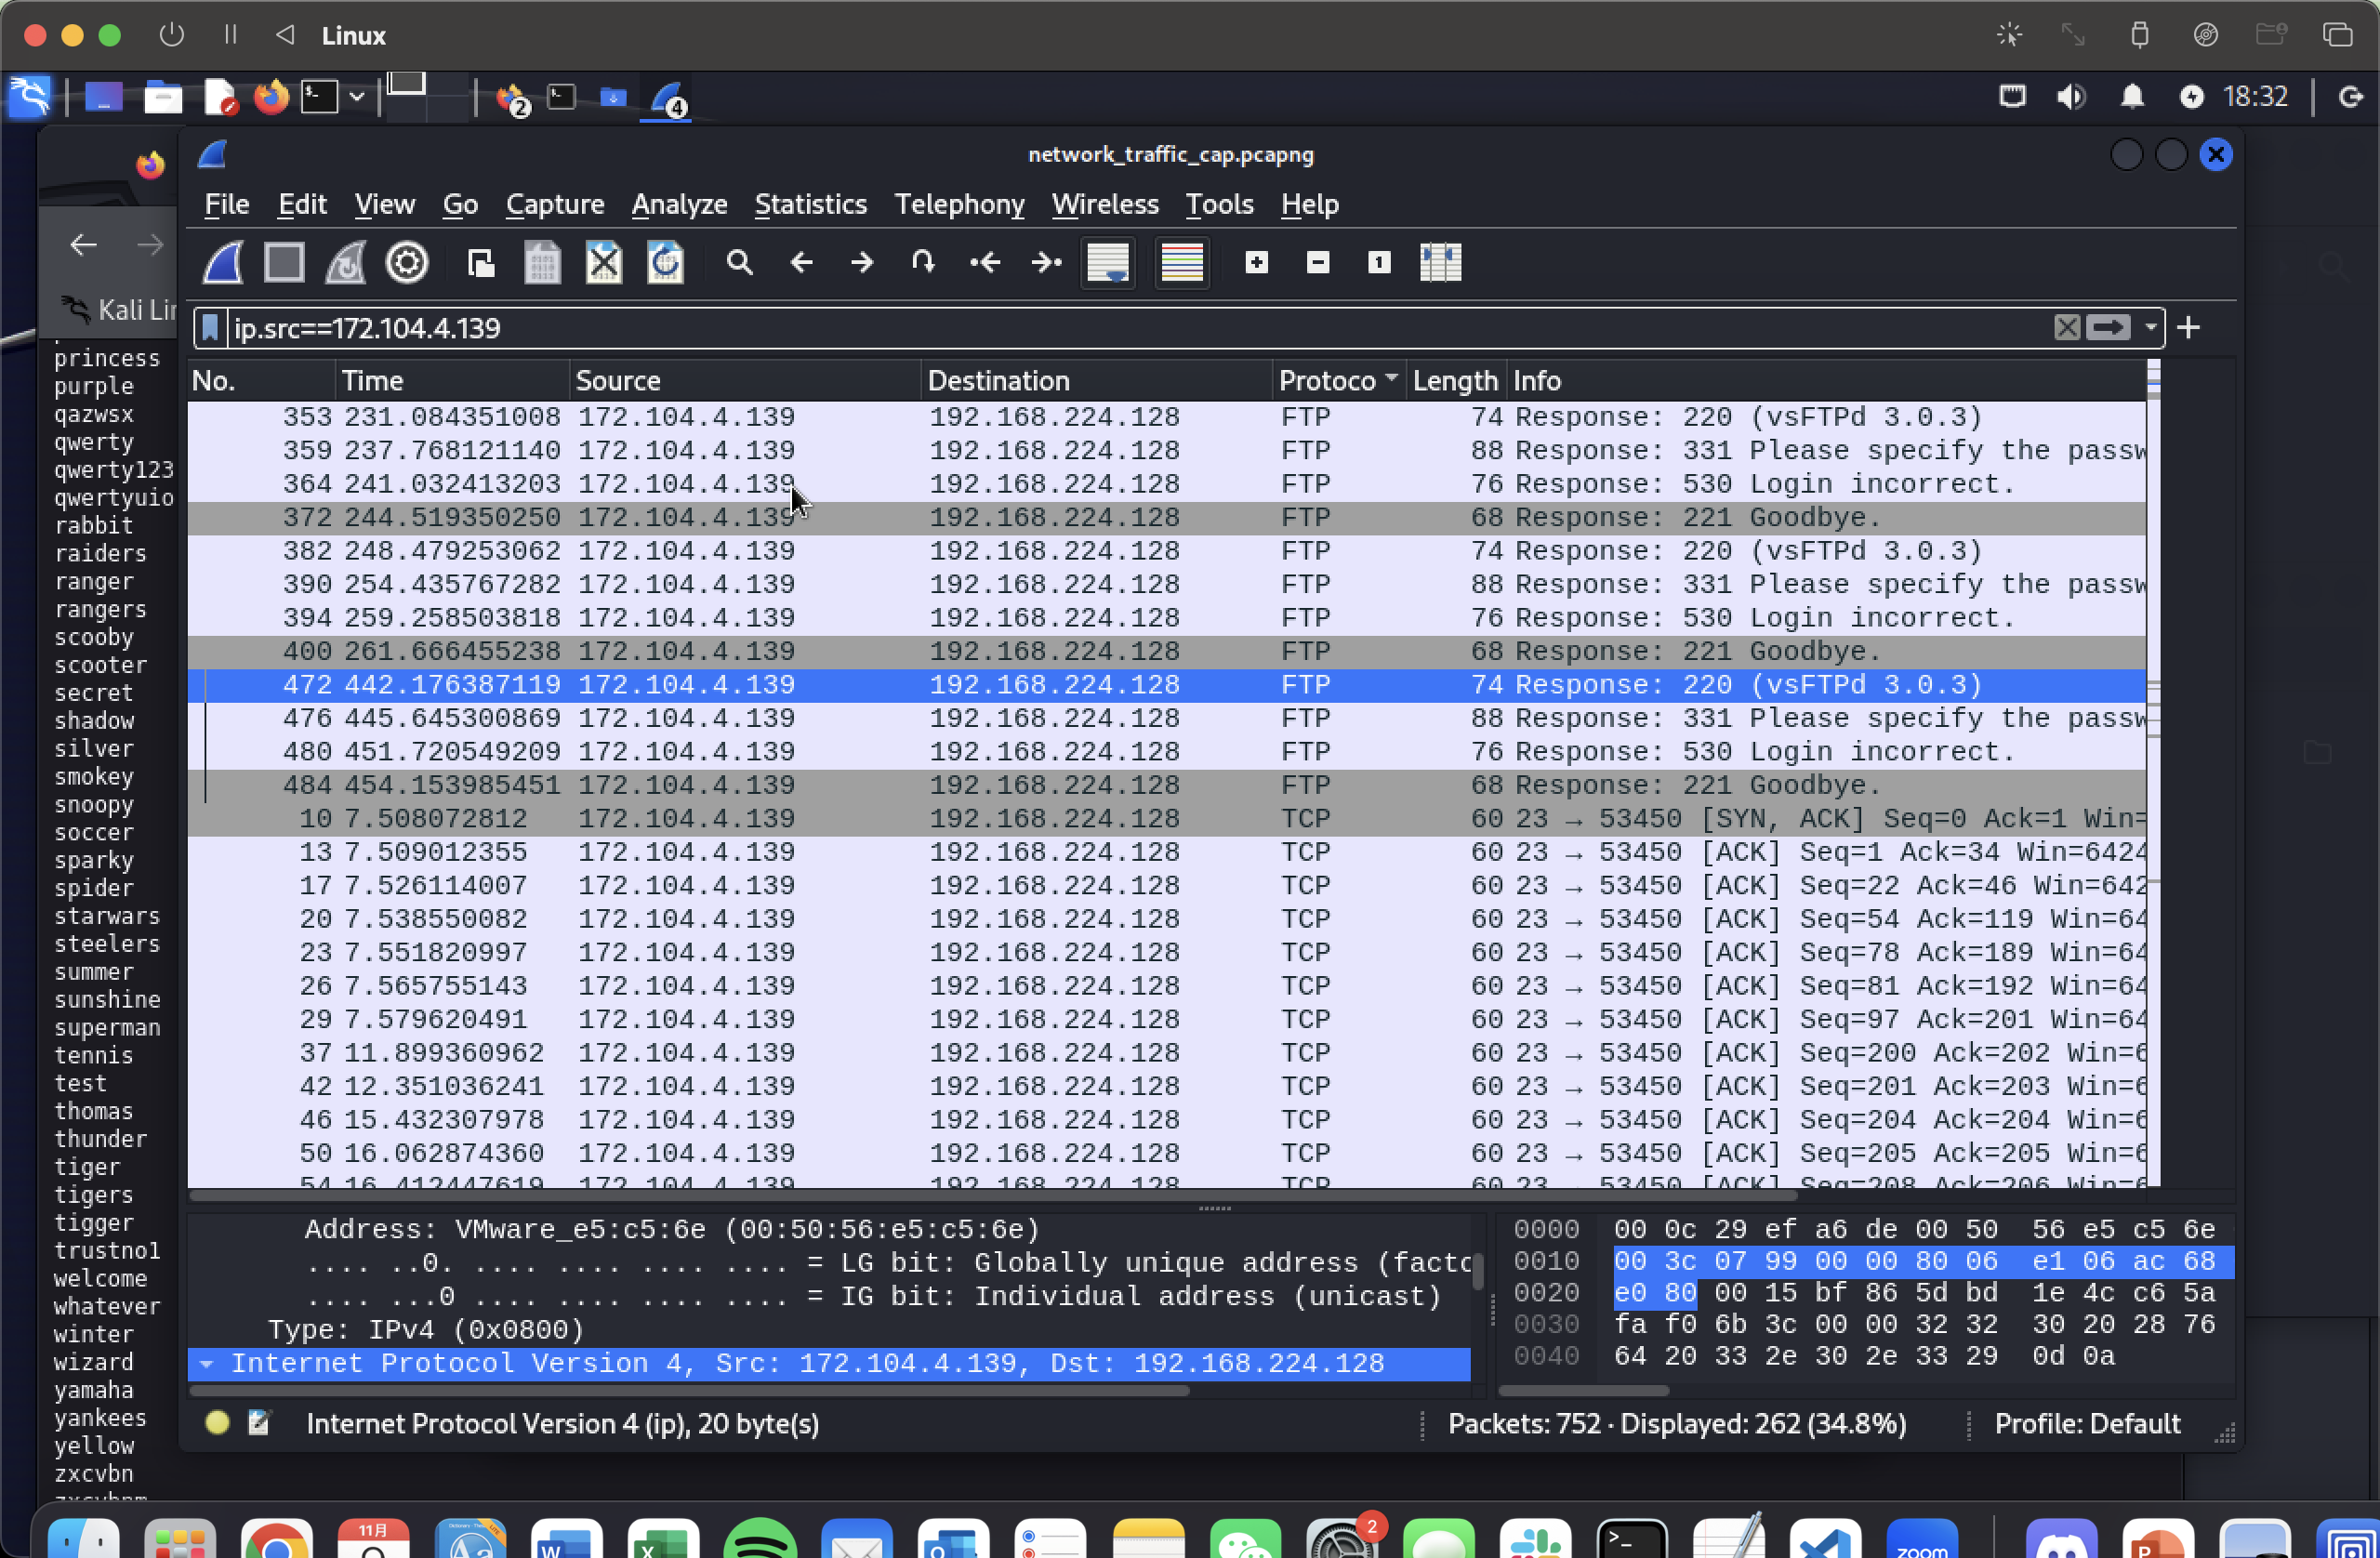 Linux
2
4
18:32
network_traffic_cap.pcapng
File Edit View Go Capture Analyze Statistics Telephony Wireless Tools Help
ip.src==172.104.4.139
Kali Lin
princess
purple
qazwsx
qwerty
qwerty123
qwertyuio
rabbit
raiders
ranger
rangers
scooby
scooter
secret
shadow
silver
smokey
snoopy
soccer
sparky
spider
starwars
steelers
summer
sunshine
superman
tennis
test
thomas
thunder
tiger
tigers
tigger
trustno1
welcome
whatever
winter
wizard
yamaha
yankees
yellow
zxcvbn
No. Time Source Destination Protoco Length Info
353 231.084351008 172.104.4.139 192.168.224.128 FTP 74 Response: 220 (vsFTPd 3.0.3)
359 237.768121140 172.104.4.139 192.168.224.128 FTP 88 Response: 331 Please specify the passw
364 241.032413203 172.104.4.139 192.168.224.128 FTP 76 Response: 530 Login incorrect.
372 244.519350250 172.104.4.139 192.168.224.128 FTP 68 Response: 221 Goodbye.
382 248.479253062 172.104.4.139 192.168.224.128 FTP 74 Response: 220 (vsFTPd 3.0.3)
390 254.435767282 172.104.4.139 192.168.224.128 FTP 88 Response: 331 Please specify the passw
394 259.258503818 172.104.4.139 192.168.224.128 FTP 76 Response: 530 Login incorrect.
400 261.666455238 172.104.4.139 192.168.224.128 FTP 68 Response: 221 Goodbye.
472 442.176387119 172.104.4.139 192.168.224.128 FTP 74 Response: 220 (vsFTPd 3.0.3)
476 445.645300869 172.104.4.139 192.168.224.128 FTP 88 Response: 331 Please specify the passw
480 451.720549209 172.104.4.139 192.168.224.128 FTP 76 Response: 530 Login incorrect.
484 454.153985451 172.104.4.139 192.168.224.128 FTP 68 Response: 221 Goodbye.
10 7.508072812 172.104.4.139 192.168.224.128 TCP 60 23 → 53450 [SYN, ACK] Seq=0 Ack=1 Win=
13 7.509012355 172.104.4.139 192.168.224.128 TCP 60 23 → 53450 [ACK] Seq=1 Ack=34 Win=6424
17 7.526114007 172.104.4.139 192.168.224.128 TCP 60 23 → 53450 [ACK] Seq=22 Ack=46 Win=642
20 7.538550082 172.104.4.139 192.168.224.128 TCP 60 23 → 53450 [ACK] Seq=54 Ack=119 Win=64
23 7.551820997 172.104.4.139 192.168.224.128 TCP 60 23 → 53450 [ACK] Seq=78 Ack=189 Win=64
26 7.565755143 172.104.4.139 192.168.224.128 TCP 60 23 → 53450 [ACK] Seq=81 Ack=192 Win=64
29 7.579620491 172.104.4.139 192.168.224.128 TCP 60 23 → 53450 [ACK] Seq=97 Ack=201 Win=64
37 11.899360962 172.104.4.139 192.168.224.128 TCP 60 23 → 53450 [ACK] Seq=200 Ack=202 Win=6
42 12.351036241 172.104.4.139 192.168.224.128 TCP 60 23 → 53450 [ACK] Seq=201 Ack=203 Win=6
46 15.432307978 172.104.4.139 192.168.224.128 TCP 60 23 → 53450 [ACK] Seq=204 Ack=204 Win=6
50 16.062874360 172.104.4.139 192.168.224.128 TCP 60 23 → 53450 [ACK] Seq=205 Ack=205 Win=6
54 16.412447619 172.104.4.139 192.168.224.128 TCP 60 23 → 53450 [ACK] Seq=208 Ack=206 Win=6
Address: VMware_e5:c5:6e (00:50:56:e5:c5:6e)
.... ..0. .... .... .... .... = LG bit: Globally unique address (facto
.... ...0 .... .... .... .... = IG bit: Individual address (unicast)
Type: IPv4 (0x0800)
Internet Protocol Version 4, Src: 172.104.4.139, Dst: 192.168.224.128
0000 00 0c 29 ef a6 de 00 50 56 e5 c5 6e
0010 00 3c 07 99 00 00 80 06 e1 06 ac 68
0020 e0 80 00 15 bf 86 5d bd 1e 4c c6 5a
0030 fa f0 6b 3c 00 00 32 32 30 20 28 76
0040 64 20 33 2e 30 2e 33 29 0d 0a
Internet Protocol Version 4 (ip), 20 byte(s)
Packets: 752 · Displayed: 262 (34.8%)
Profile: Default
11月
2
zoom